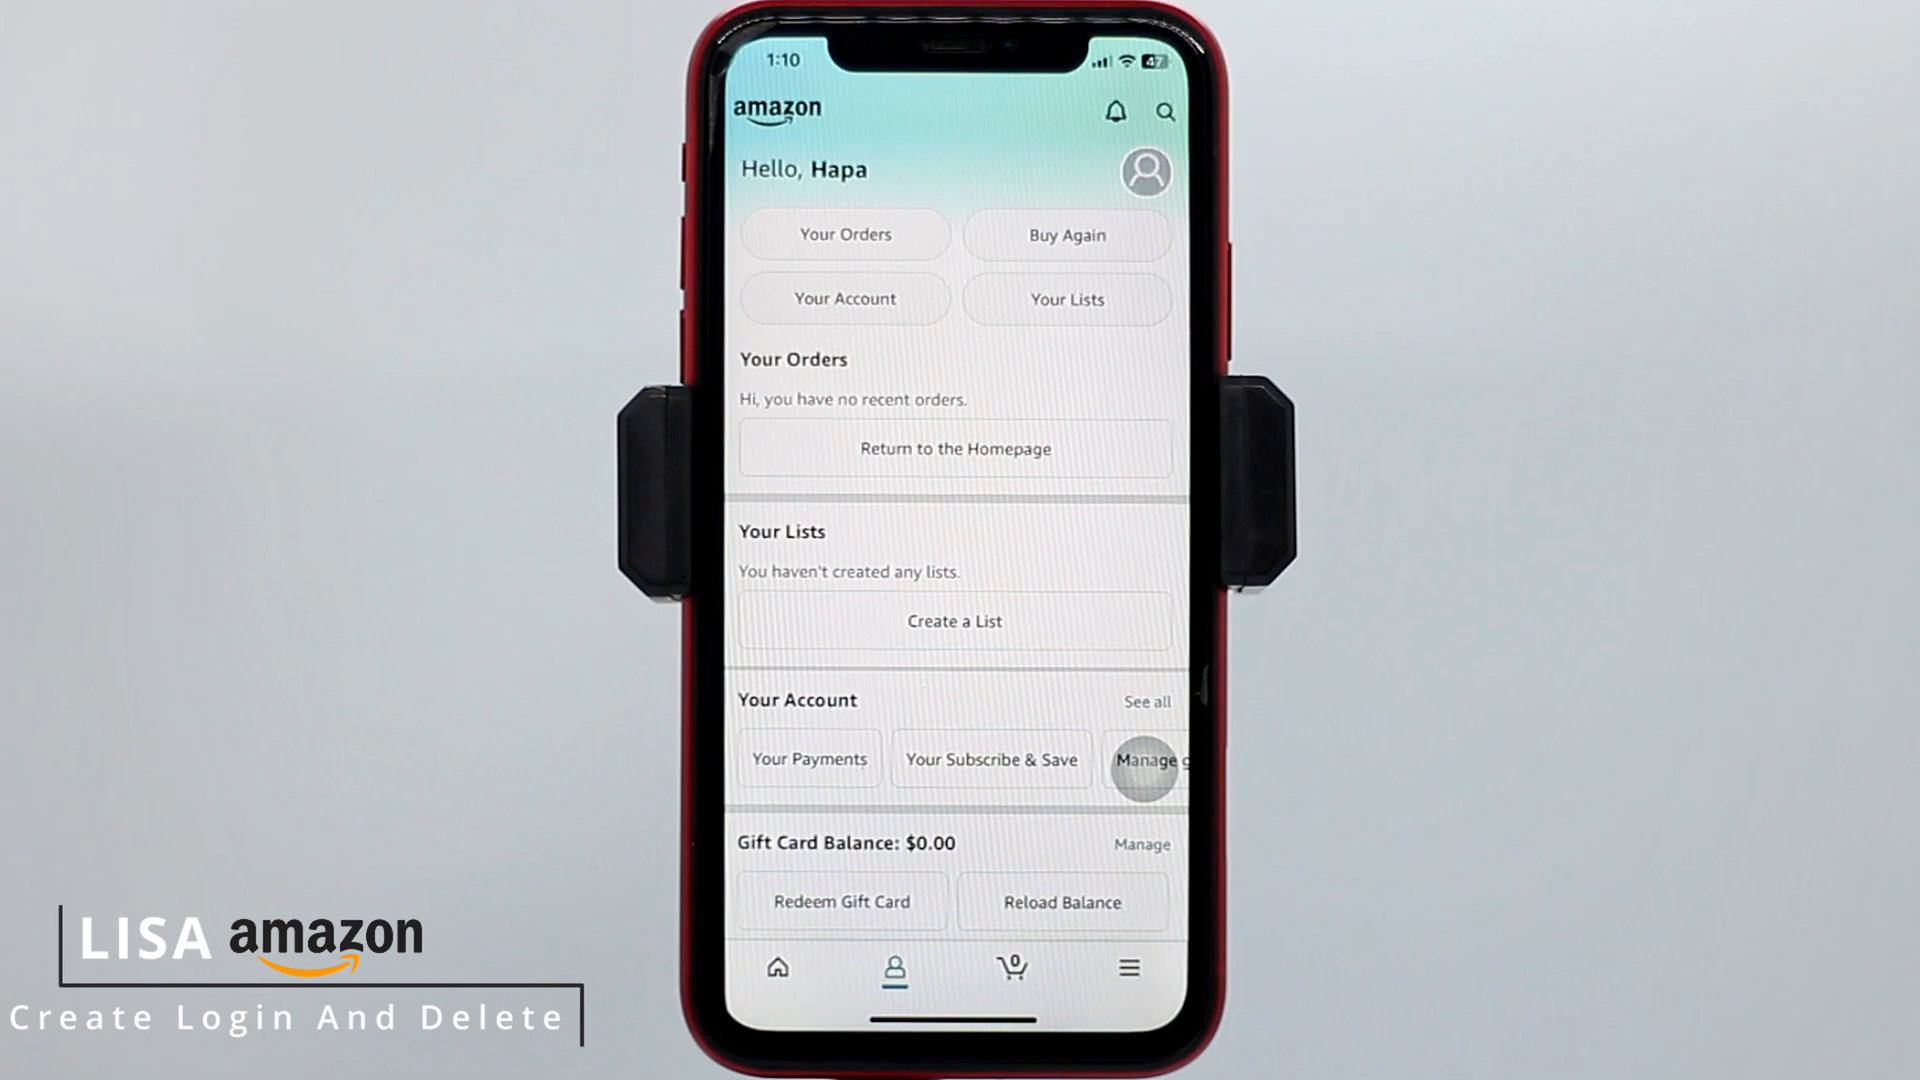 1:10
47
amazon
Hello, Hapa
Your Orders Buy Again
Your Account Your Lists
Your Orders
Hi, you have no recent orders.
Return to the Homepage
Your Lists
You haven't created any lists.
Create a List
Your Account See all
Your Payments Your Subscribe & Save Manage g
Gift Card Balance: $0.00 Manage
Redeem Gift Card Reload Balance
0
LISA amazon
Create Login And Delete